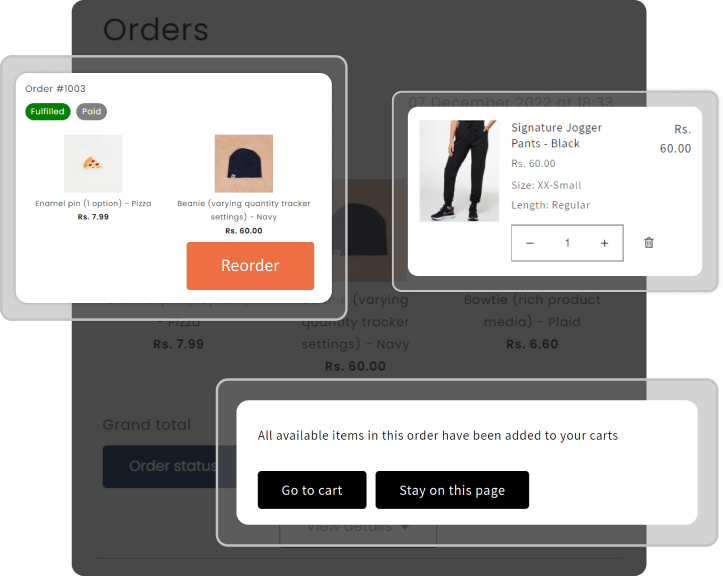 Orders
Order #1003
Fulfilled
Paid
Enamel pin (1 option) - Pizza
Rs. 7.99
Beanie (varying quantity tracker
settings) - Navy
Rs. 60.00
Reorder
07 December 2022 at 18:33
Signature Jogger
Pants - Black
Rs.
60.00
Rs. 60.00
Size: XX-Small
Length: Regular
− 1 +
- Pizza
Rs. 7.99
(varying
quantity tracker
settings) - Navy
Rs. 60.00
Bowtie (rich product
media) - Plaid
Rs. 6.60
Grand total
Order status
All available items in this order have been added to your carts
Go to cart
Stay on this page
View details